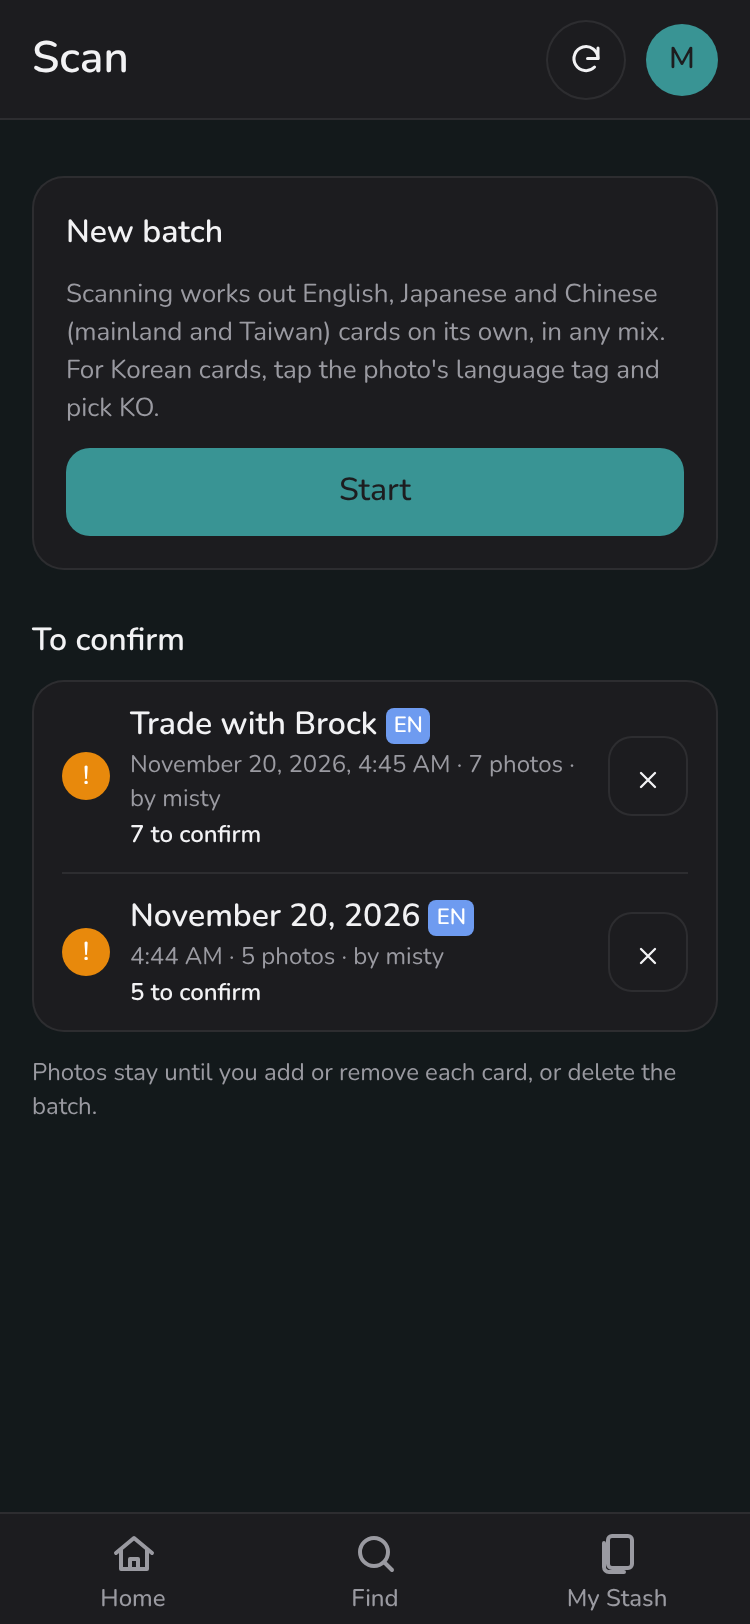 Scan
M
New batch
Scanning works out English, Japanese and Chinese
(mainland and Taiwan) cards on its own, in any mix.
For Korean cards, tap the photo's language tag and
pick KO.
Start
To confirm
Trade with Brock EN
!
November 20, 2026, 4:45 AM · 7 photos ·
by misty
7 to confirm
November 20, 2026 EN
!
4:44 AM · 5 photos · by misty
5 to confirm
Photos stay until you add or remove each card, or delete the
batch.
Home
Find
My Stash